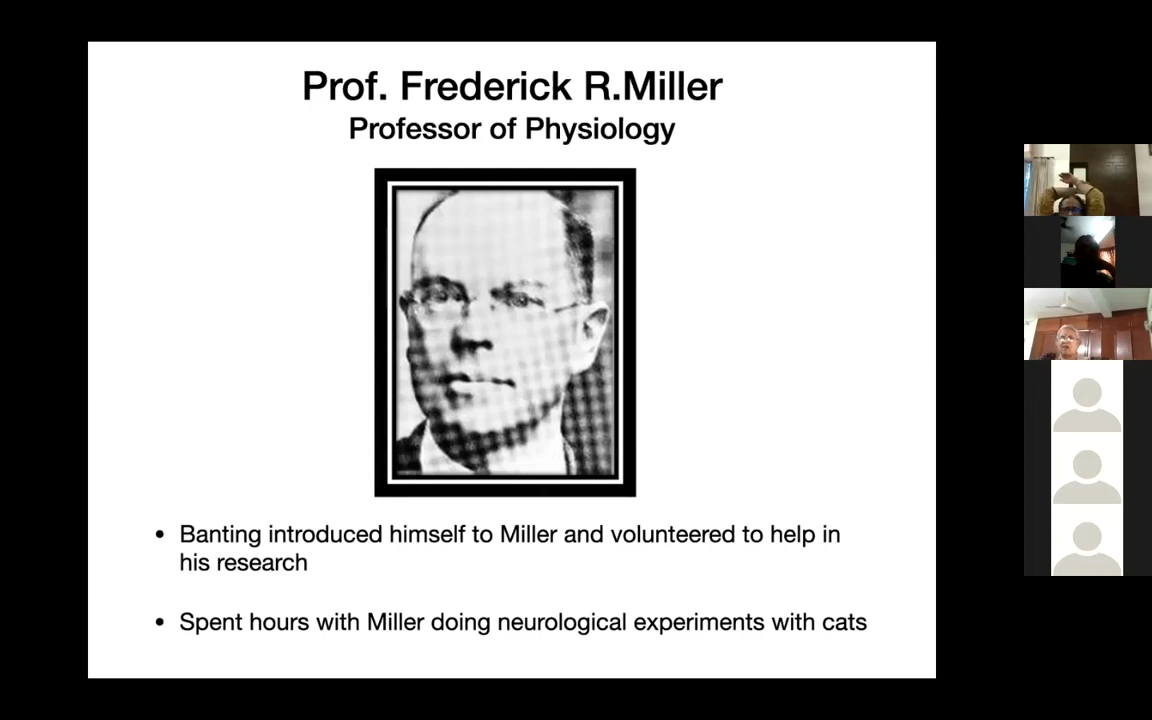 Prof. Frederick R.Miller
Professor of Physiology
• Banting introduced himself to Miller and volunteered to help in
his research
• Spent hours with Miller doing neurological experiments with cats